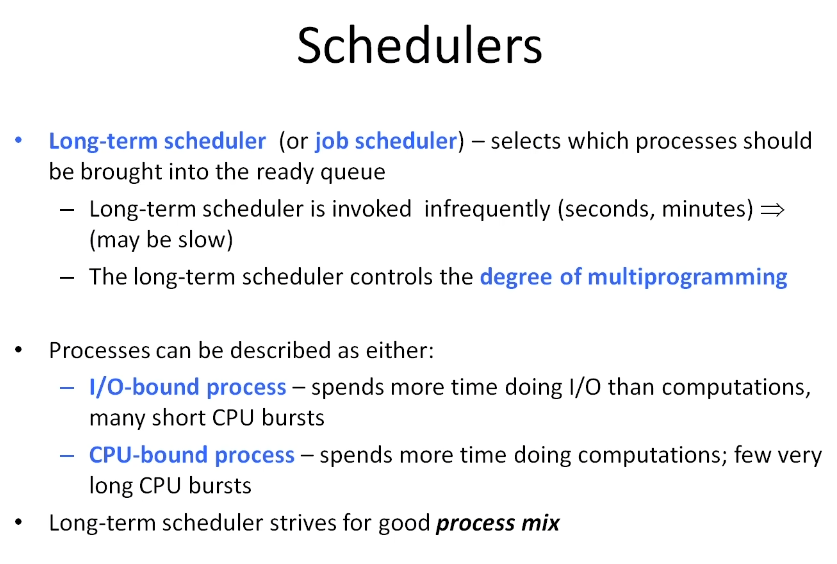 Schedulers
• Long-term scheduler (or job scheduler) – selects which processes should
be brought into the ready queue
– Long-term scheduler is invoked infrequently (seconds, minutes) ⇒
(may be slow)
– The long-term scheduler controls the degree of multiprogramming
• Processes can be described as either:
– I/O-bound process – spends more time doing I/O than computations,
many short CPU bursts
– CPU-bound process – spends more time doing computations; few very
long CPU bursts
• Long-term scheduler strives for good process mix